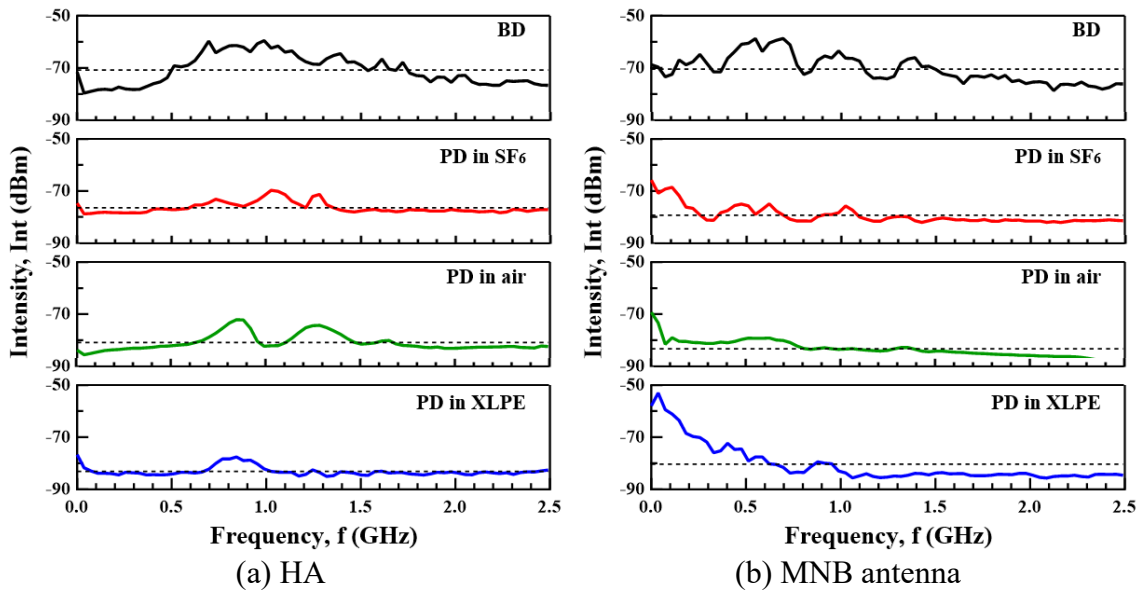 Intensity, Int (dBm)
-50
-70
-90
BD
-50
-70
-90
PD in SF6
-50
-70
-90
PD in air
-50
-70
-90
PD in XLPE
0.0 0.5 1.0 1.5 2.0 2.5
Frequency, f (GHz)
(a) HA
Intensity, Int (dBm)
-50
-70
-90
BD
-50
-70
-90
PD in SF6
-50
-70
-90
PD in air
-50
-70
-90
PD in XLPE
0.0 0.5 1.0 1.5 2.0 2.5
Frequency, f (GHz)
(b) MNB antenna